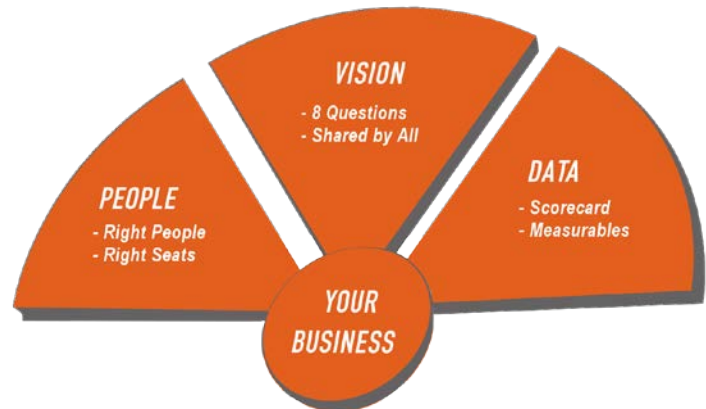 VISION
- 8 Questions
- Shared by All
PEOPLE
- Right People
- Right Seats
DATA
- Scorecard
- Measurables
YOUR
BUSINESS